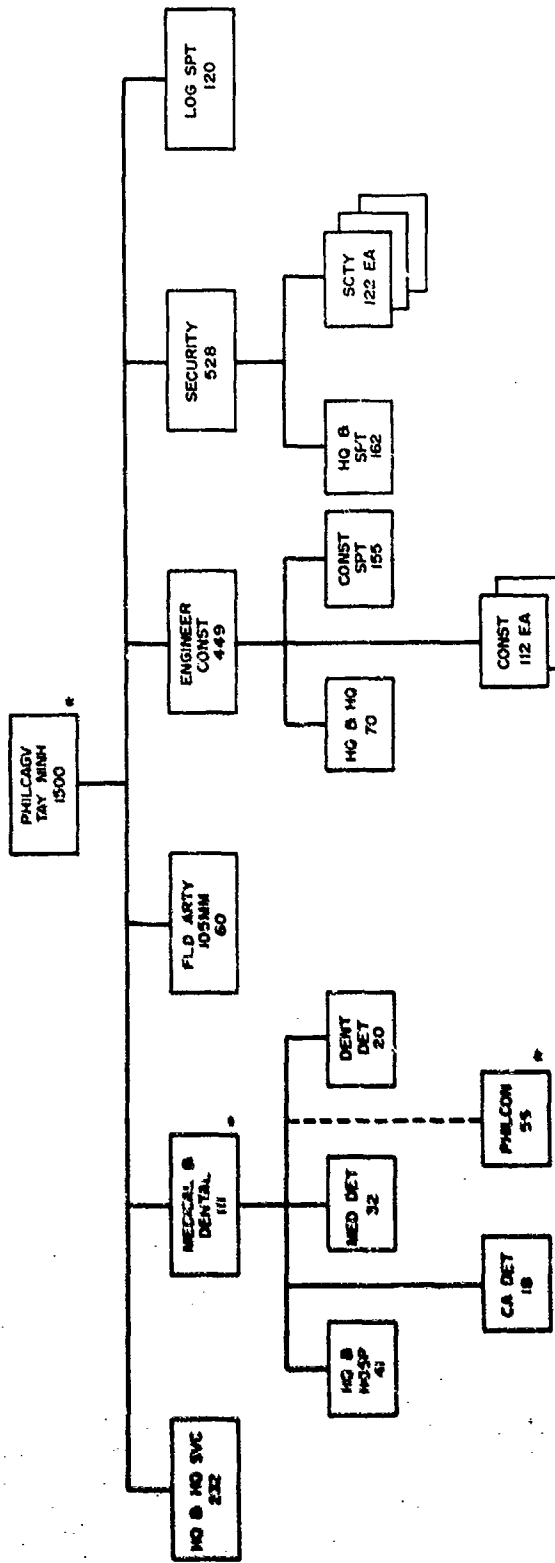 PHILCAGV
TAY NINH
1500
*
HQ & HQ SVC
232
MEDICAL &
DENTAL
111
*
FLD ARTY
105MM
60
ENGINEER
CONST
449
SECURITY
528
LOG SPT
120
HQ &
HOSP
41
MED DET
32
DENT
DET
20
HQ & HQ
70
CONST
SPT
155
HQ &
SPT
162
SCTY
122 EA
CA DET
18
PHILCON
55
*
CONST
112 EA